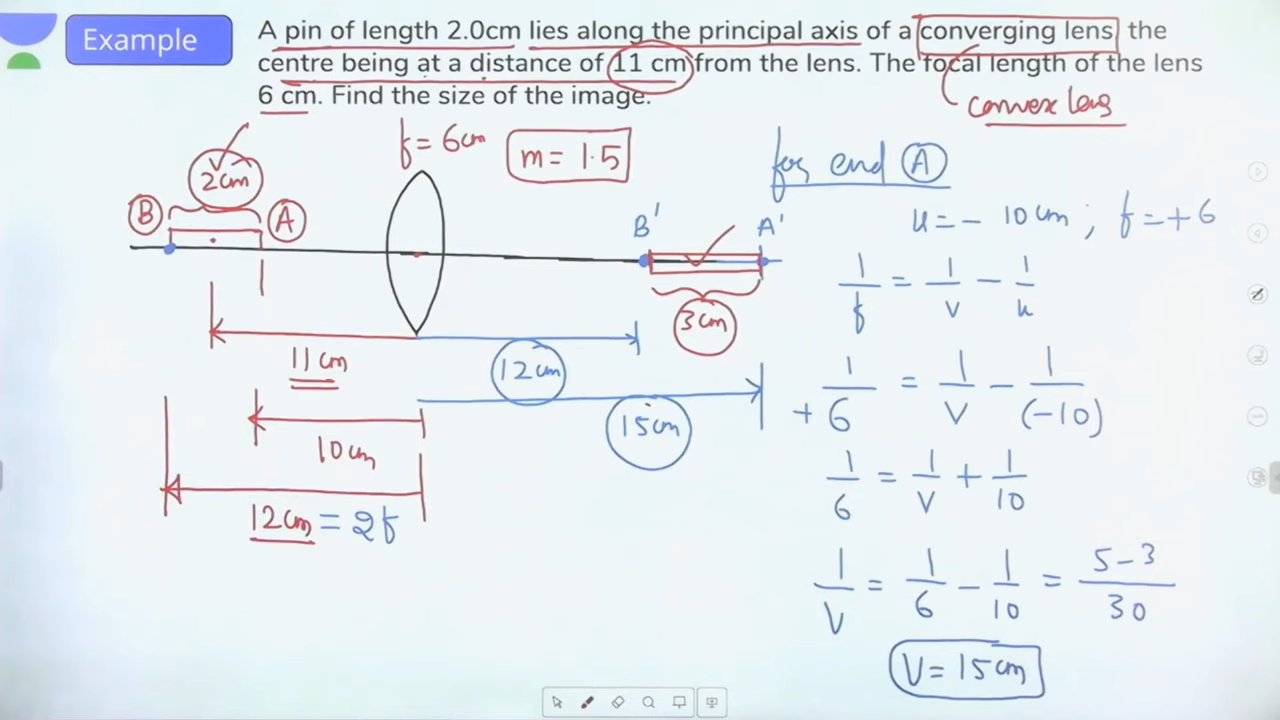 Example
A pin of length 2.0cm lies along the principal axis of a converging lens, the
centre being at a distance of 11 cm from the lens. The focal length of the lens
6 cm. Find the size of the image.
convex lens
f = 6cm
m = 1.5
2cm
B
A
B'
A'
3cm
11 cm
12cm
15cm
10cm
12cm = 2f
for end A
u = - 10cm ; f = +6
1/f = 1/v - 1/u
+ 1/6 = 1/v - 1/(-10)
1/6 = 1/v + 1/10
1/v = 1/6 - 1/10 = 5-3/30
V = 15cm